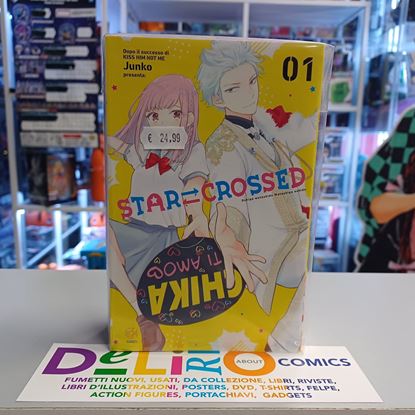 Dopo il successo di
KISS HIM NOT ME
Junko
presenta:
01
€ 24,99
STAR⇄CROSSED
CHIKA
TI AMO
DELIRIO
ABOUT
COMICS
FUMETTI NUOVI, USATI, DA COLLEZIONE, LIBRI, RIVISTE,
LIBRI D'ILLUSTRAZIONI, POSTERS, DVD, T-SHIRTS, FELPE,
ACTION FIGURES, PORTACHIAVI, GADGETS